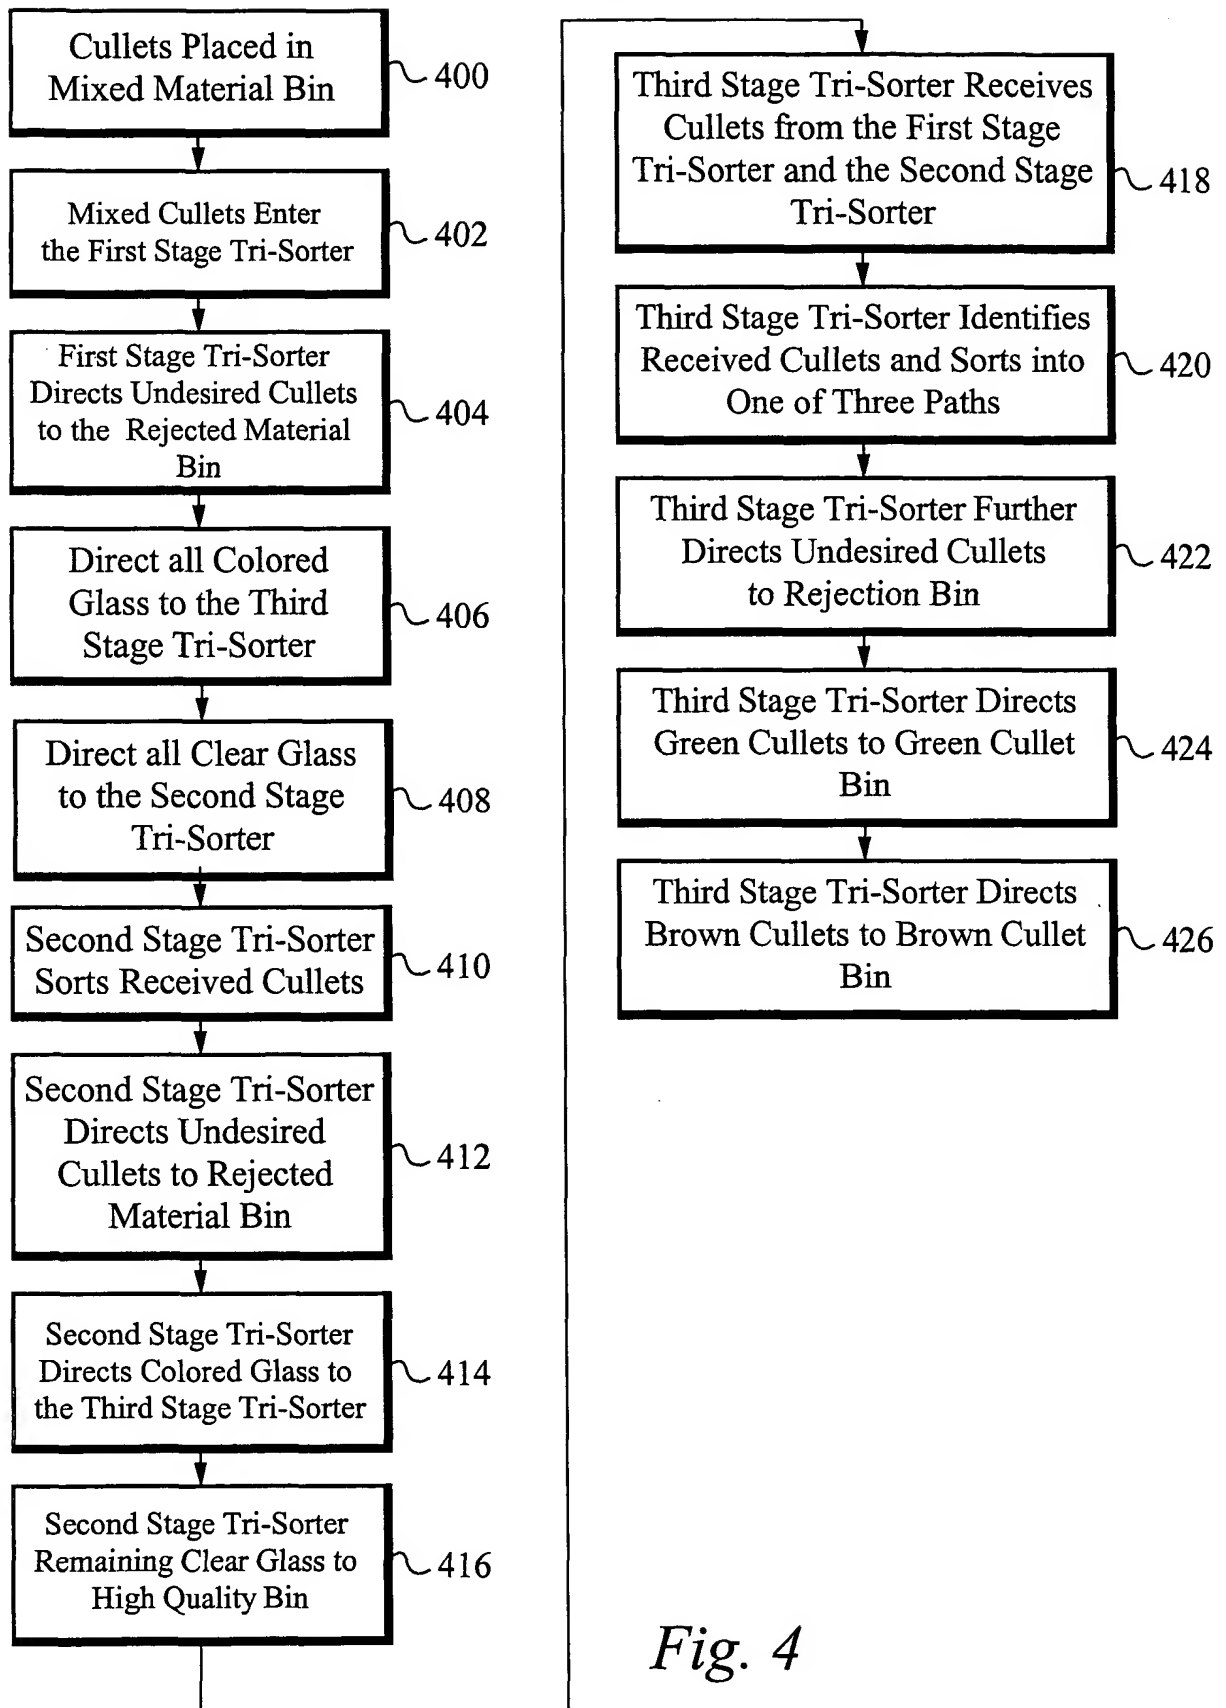 Cullets Placed in
Mixed Material Bin
400
Mixed Cullets Enter
the First Stage Tri-Sorter
402
First Stage Tri-Sorter
Directs Undesired Cullets
to the Rejected Material
Bin
404
Direct all Colored
Glass to the Third
Stage Tri-Sorter
406
Direct all Clear Glass
to the Second Stage
Tri-Sorter
408
Second Stage Tri-Sorter
Sorts Received Cullets
410
Second Stage Tri-Sorter
Directs Undesired
Cullets to Rejected
Material Bin
412
Second Stage Tri-Sorter
Directs Colored Glass to
the Third Stage Tri-Sorter
414
Second Stage Tri-Sorter
Remaining Clear Glass to
High Quality Bin
416
Third Stage Tri-Sorter Receives
Cullets from the First Stage
Tri-Sorter and the Second Stage
Tri-Sorter
418
Third Stage Tri-Sorter Identifies
Received Cullets and Sorts into
One of Three Paths
420
Third Stage Tri-Sorter Further
Directs Undesired Cullets
to Rejection Bin
422
Third Stage Tri-Sorter Directs
Green Cullets to Green Cullet
Bin
424
Third Stage Tri-Sorter Directs
Brown Cullets to Brown Cullet
Bin
426
Fig. 4